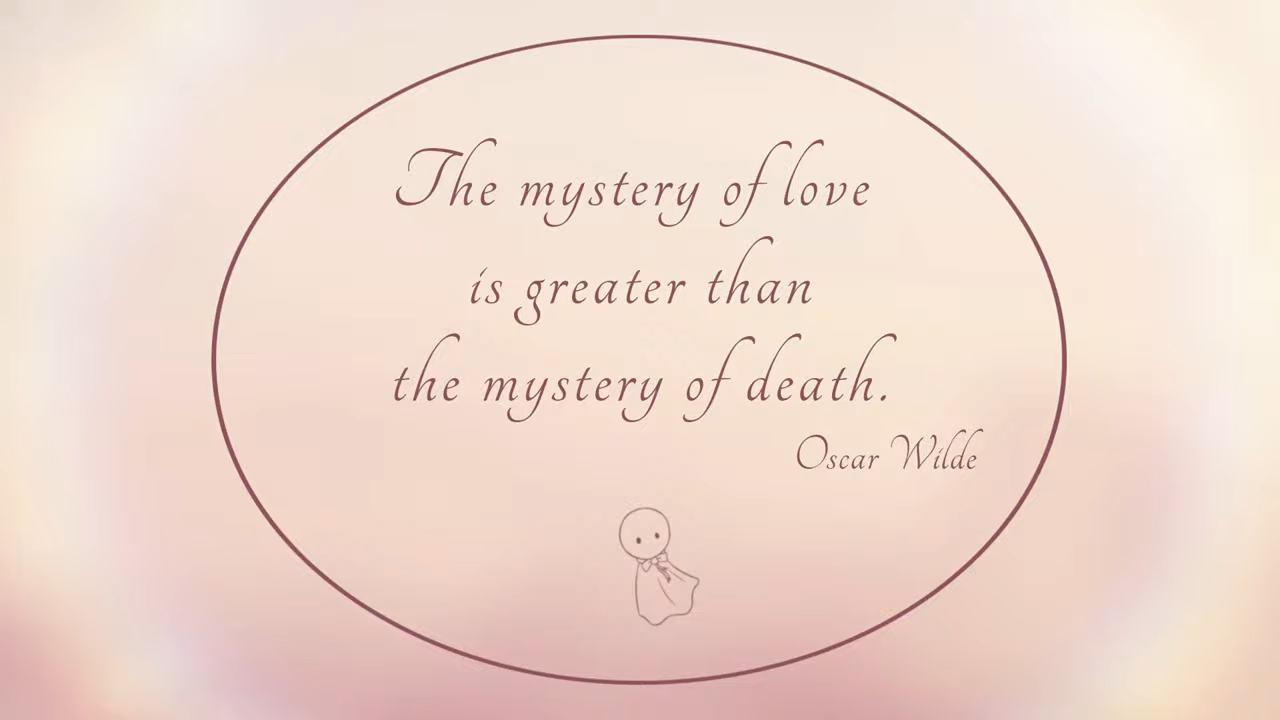 The mystery of love
is greater than
the mystery of death.
Oscar Wilde